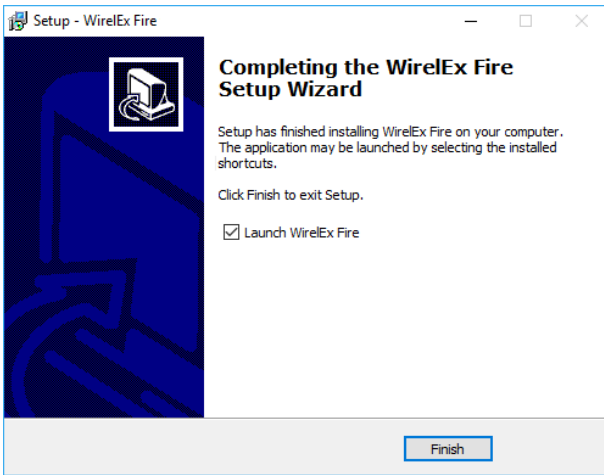 Setup - WirelEx Fire
Completing the WirelEx Fire
Setup Wizard
Setup has finished installing WirelEx Fire on your computer.
The application may be launched by selecting the installed
shortcuts.
Click Finish to exit Setup.
Launch WirelEx Fire
Finish